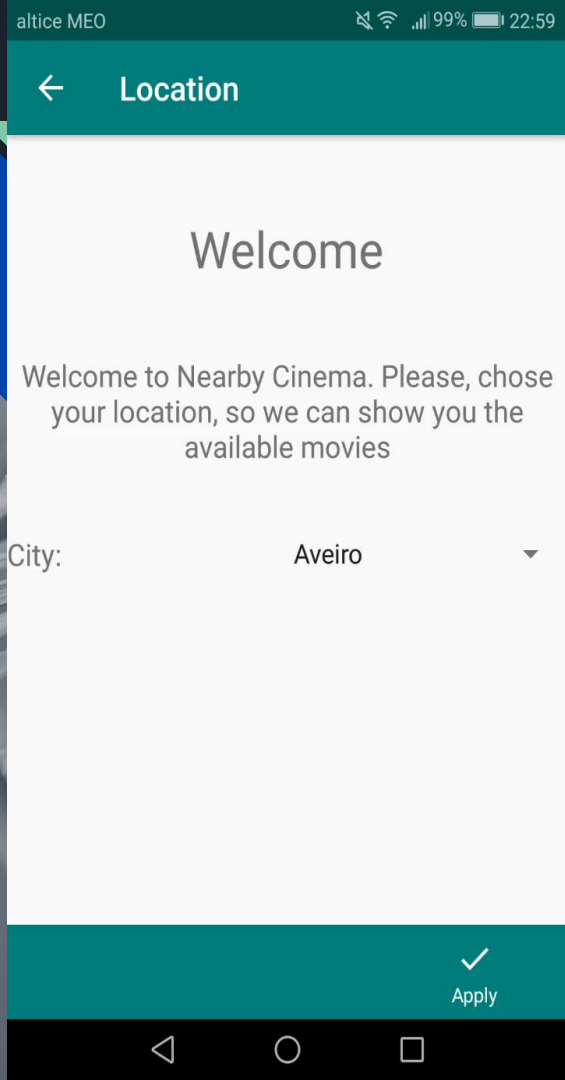 altice MEO 99% 22:59
Location
Welcome
Welcome to Nearby Cinema. Please, chose
your location, so we can show you the
available movies
City: Aveiro
Apply